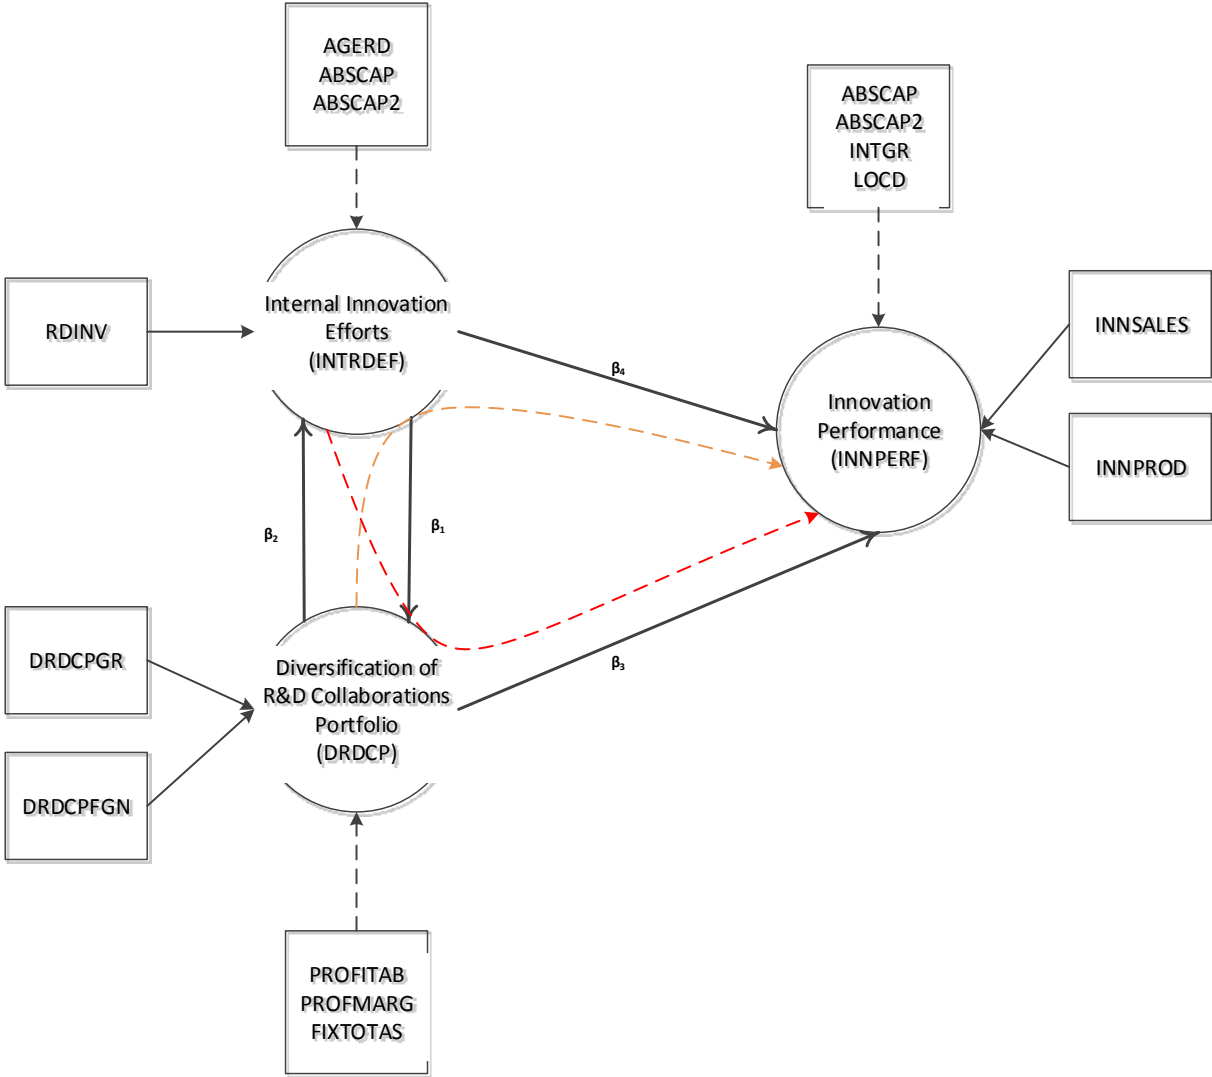 AGERD
ABSCAP
ABSCAP2
ABSCAP
ABSCAP2
INTGR
LOCD
RDINV
Internal Innovation
Efforts
(INTRDEF)
INNSALES
β4
Innovation
Performance
(INNPERF)
INNPROD
β2
β1
DRDCPGR
Diversification of
R&D Collaborations
Portfolio
(DRDCP)
β3
DRDCPFGN
PROFITAB
PROFMARG
FIXTOTAS